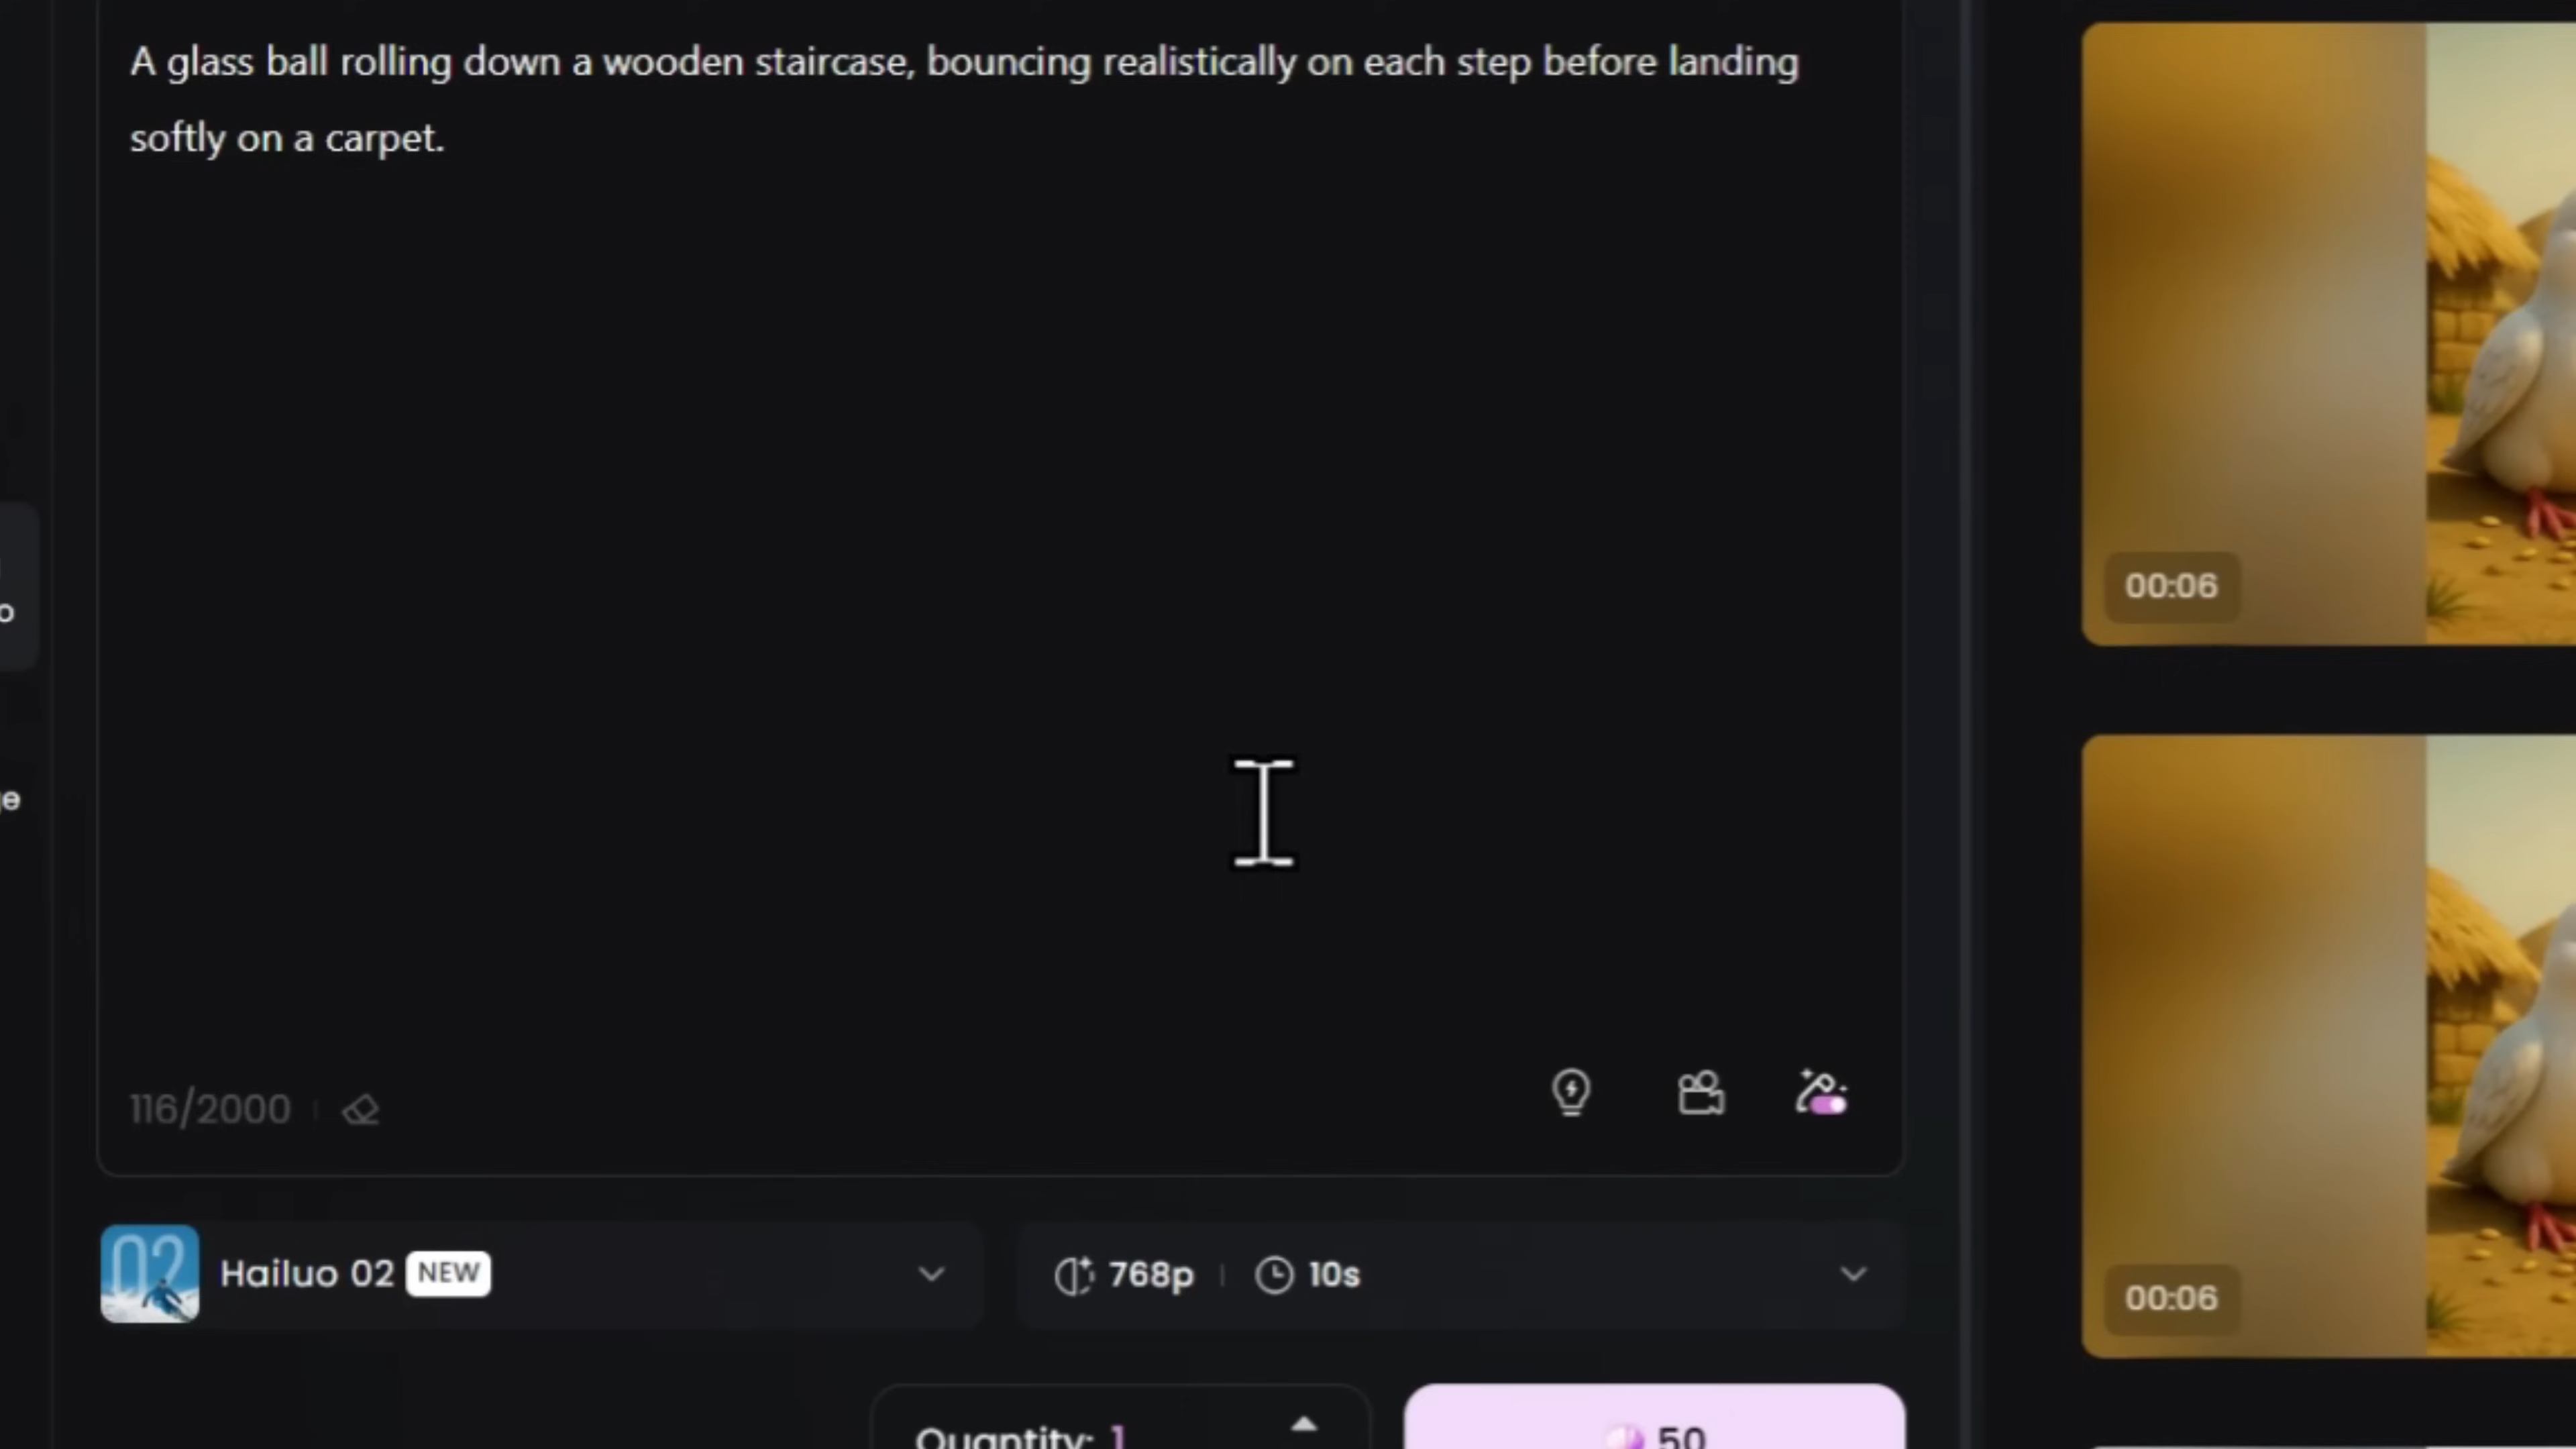 A glass ball rolling down a wooden staircase, bouncing realistically on each step before landing
softly on a carpet.
116/2000
02 Hailuo 02 NEW
768p | 10s
Quantity: 1
50
00:06
00:06